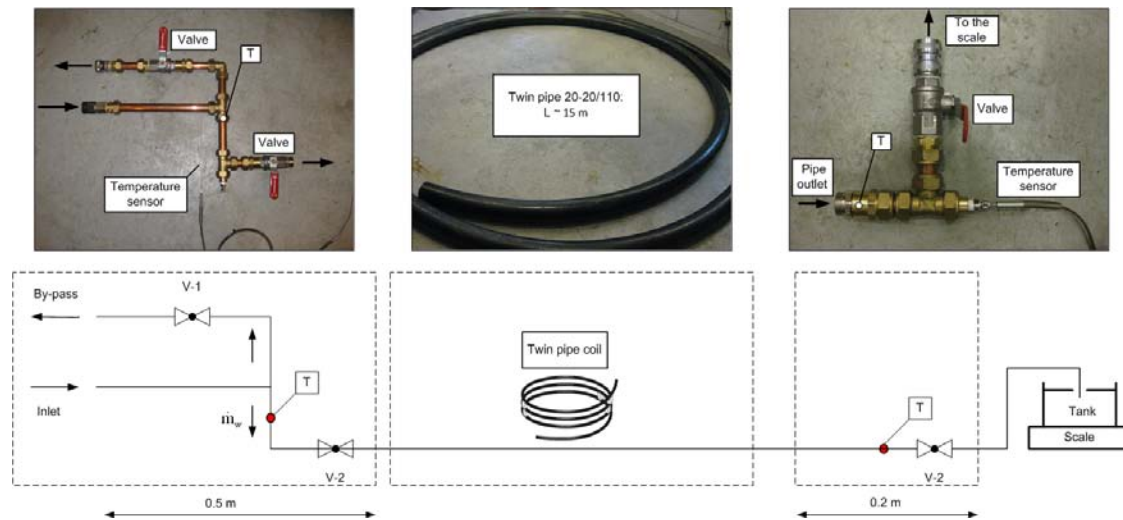 Valve
T
Valve
Temperature
sensor
Twin pipe 20-20/110:
L ~ 15 m
To the
scale
Valve
T
Pipe
outlet
Temperature
sensor
V-1
By-pass
T
Inlet
ṁw
V-2
Twin pipe coil
T
V-2
Tank
Scale
0.5 m
0.2 m